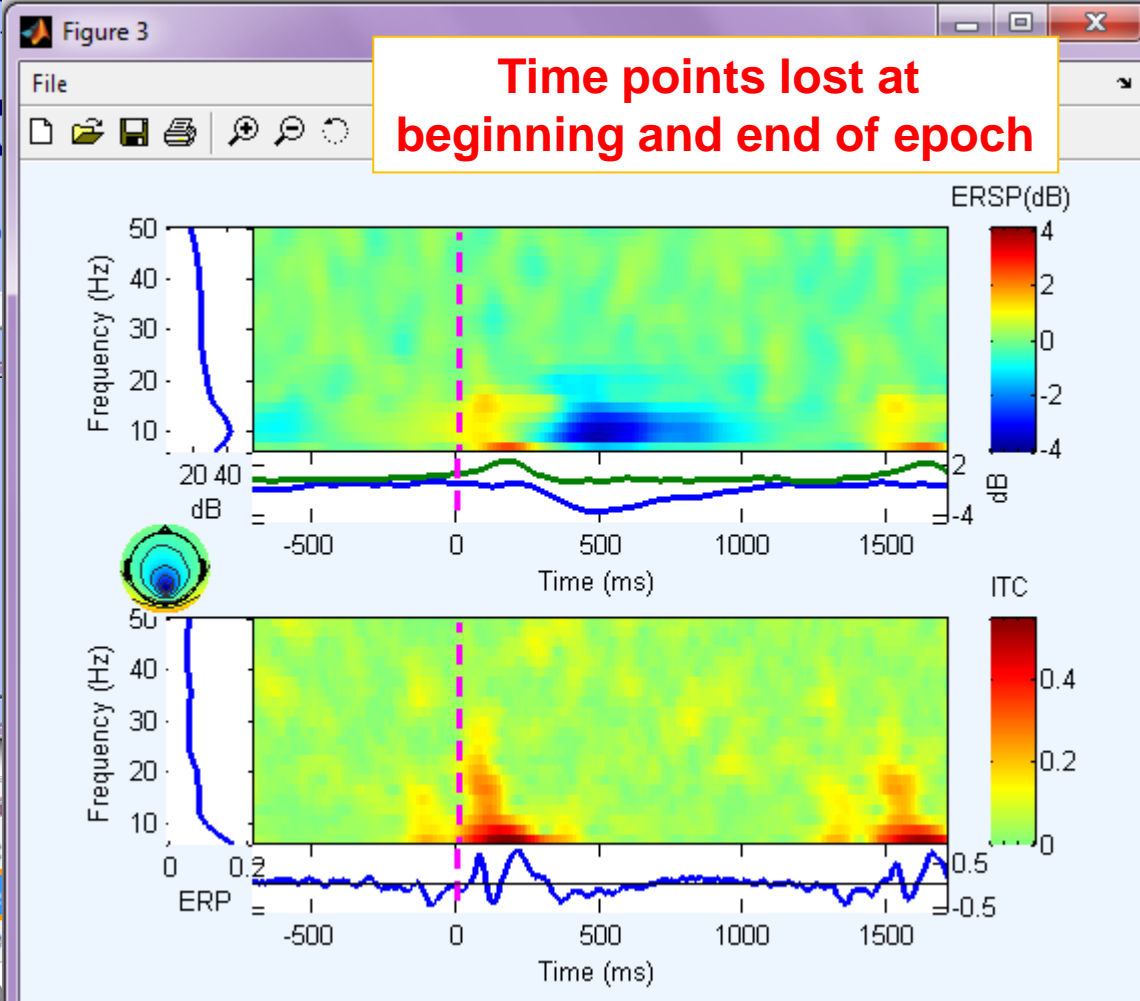 Figure 3
Time points lost at
beginning and end of epoch
File
ERSP(dB)
50
40
30
20
10
Frequency (Hz)
4
2
0
-2
-4
20 40
dB
2
-4
dB
-500 0 500 1000 1500
Time (ms)
ITC
50
40
30
20
10
Frequency (Hz)
0.4
0.2
0
0 0.2
ERP
0.5
-0.5
-500 0 500 1000 1500
Time (ms)